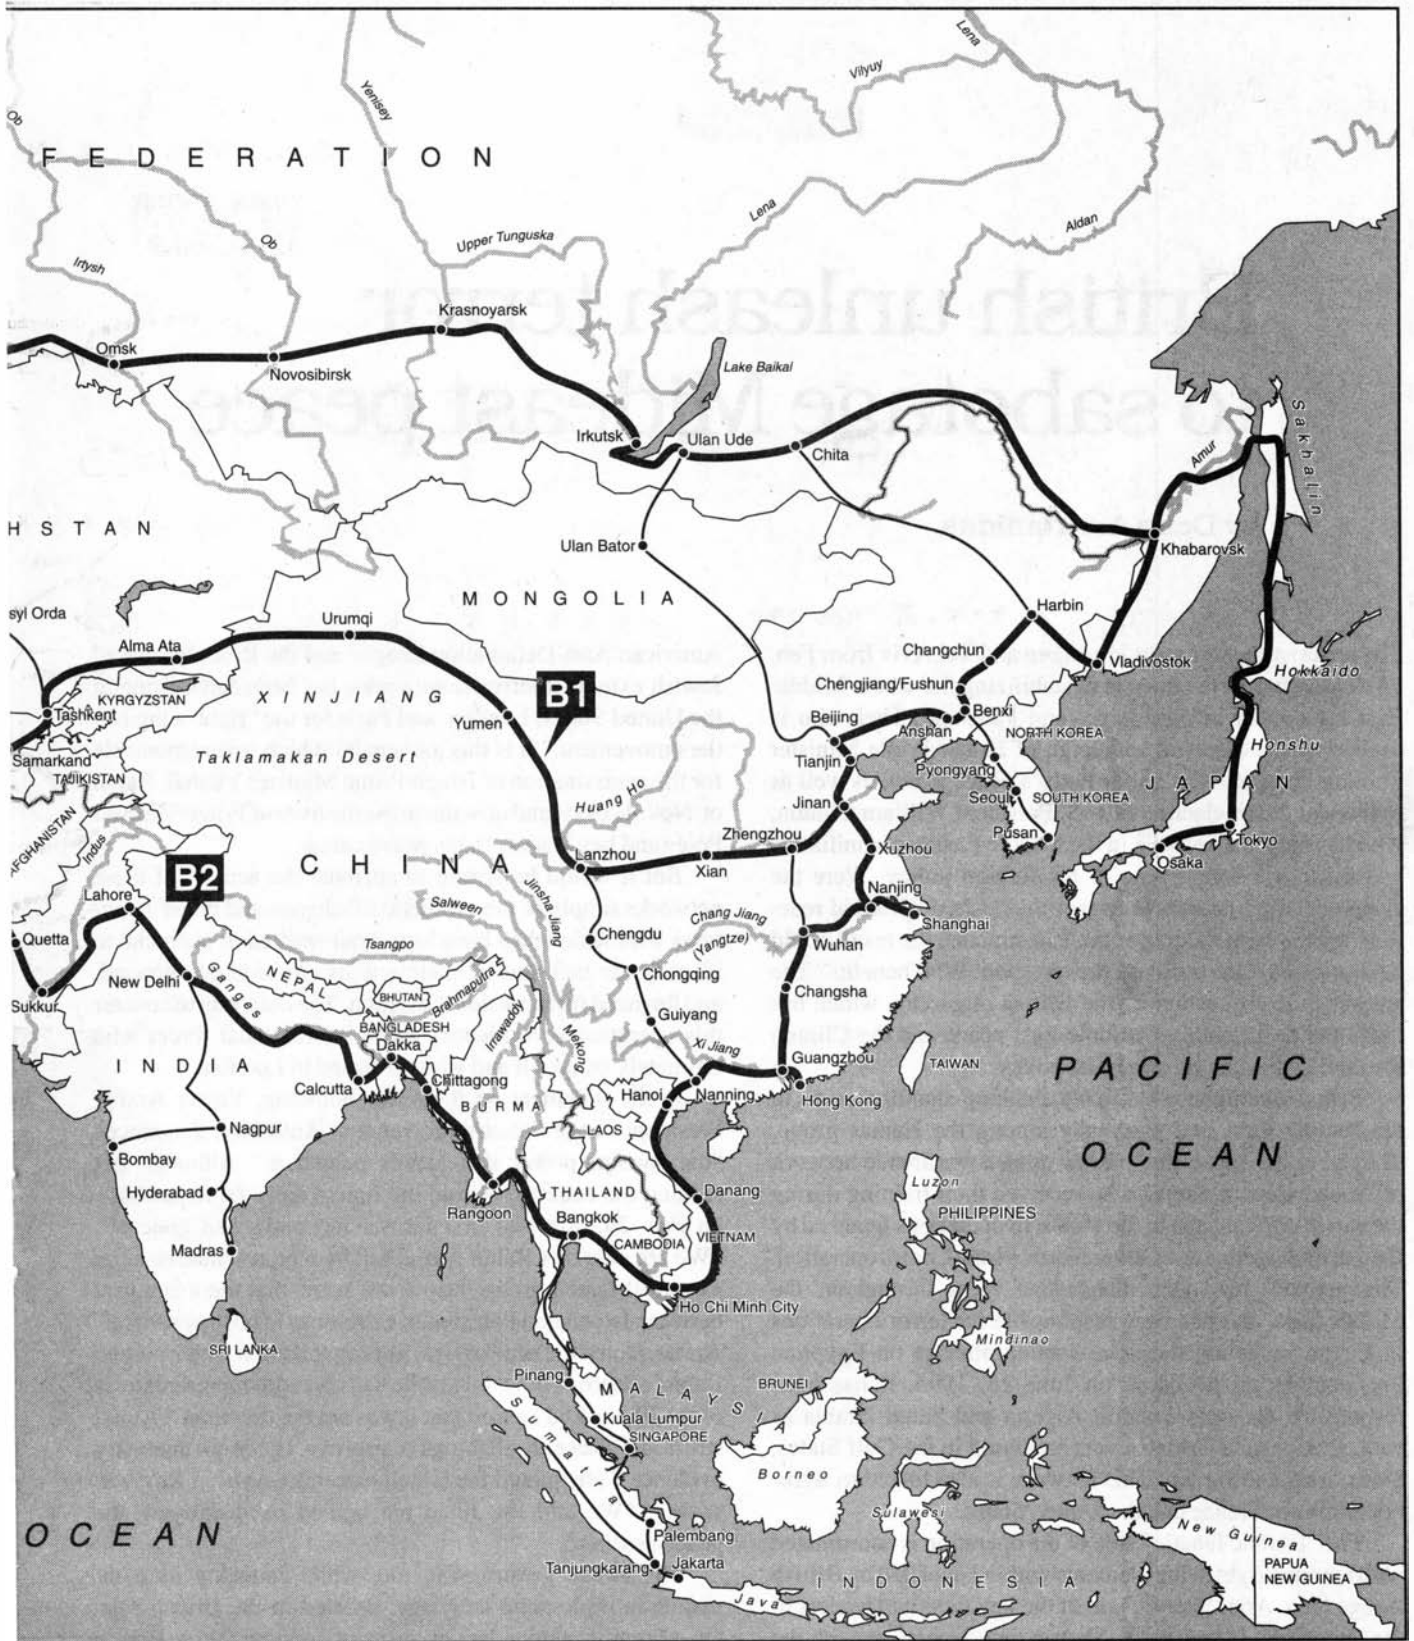 Lena
Vilyuy
Yenisey
Ob
FEDERATION
Lena
Aldan
Ob
Upper Tunguska
Irtysh
Krasnoyarsk
Omsk
Novosibirsk
Lake Baikal
Sakhalin
Irkutsk
Ulan Ude
Chita
Amur
HSTAN
Ulan Bator
Khabarovsk
MONGOLIA
syl Orda
Urumqi
Harbin
Alma Ata
Changchun
Vladivostok
Hokkaido
XINJIANG
B1
Chengjiang/Fushun
KYRGYZSTAN
Tashkent
Yumen
Beijing
Anshan
Benxi
NORTH KOREA
Honshu
Samarkand
Taklamakan Desert
Tianjin
TAJIKISTAN
Pyongyang
JAPAN
Huang Ho
Jinan
Seoul
SOUTH KOREA
AFGHANISTAN
Indus
Zhengzhou
Pusan
Tokyo
CHINA
Lanzhou
Xian
Xuzhou
Osaka
B2
Lahore
Jinsha Jiang
Nanjing
Salween
Chang Jiang
(Yangtze)
Shanghai
Quetta
Tsangpo
Chengdu
Wuhan
New Delhi
Ganges
NEPAL
Chongqing
Sukkur
BHUTAN
Brahmaputra
Changsha
BANGLADESH
Irrawaddy
Mekong
Guiyang
Dakka
Xi Jiang
Guangzhou
TAIWAN
PACIFIC
OCEAN
INDIA
Calcutta
Chittagong
Hanoi
Nanning
Hong Kong
BURMA
Nagpur
LAOS
Bombay
Luzon
Hyderabad
THAILAND
Danang
Rangoon
PHILIPPINES
Bangkok
Madras
CAMBODIA
VIETNAM
Ho Chi Minh City
Mindinao
SRI LANKA
Pinang
MALAYSIA
BRUNEI
Kuala Lumpur
SINGAPORE
Sumatra
Borneo
Sulawesi
OCEAN
Palembang
New Guinea
Tanjungkarang
Jakarta
PAPUA
NEW GUINEA
INDONESIA
Java